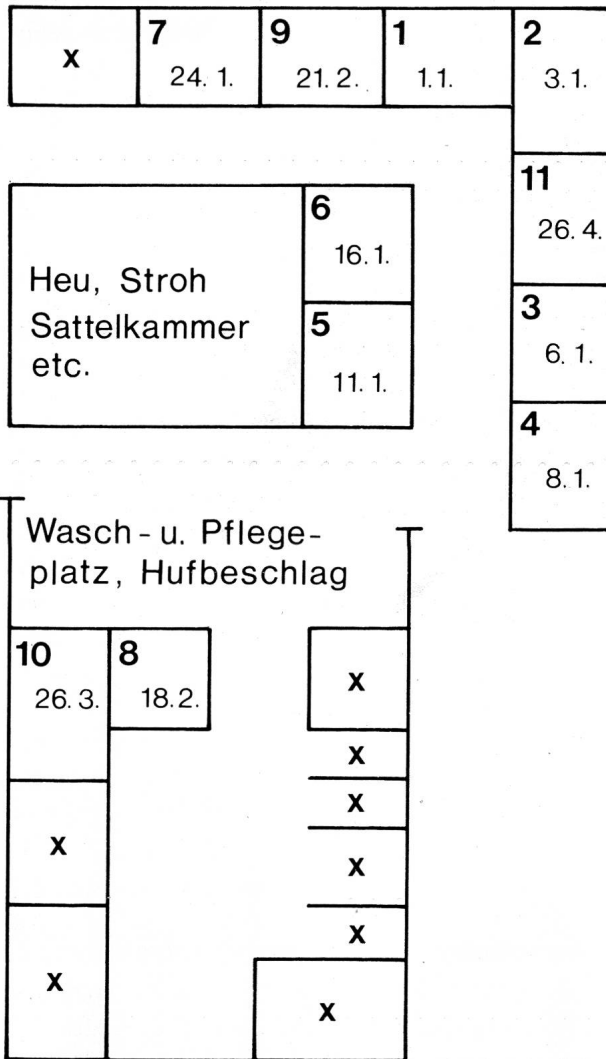 x
7
24. 1.
9
21. 2.
1
1.1.
2
3.1.
11
26. 4.
6
16.1.
5
11. 1.
Heu, Stroh
Sattelkammer
etc.
3
6. 1.
4
8.1.
Wasch- u. Pflege-
platz, Hufbeschlag
10
26. 3.
8
18.2.
x
x
x
x
x
x
x
x